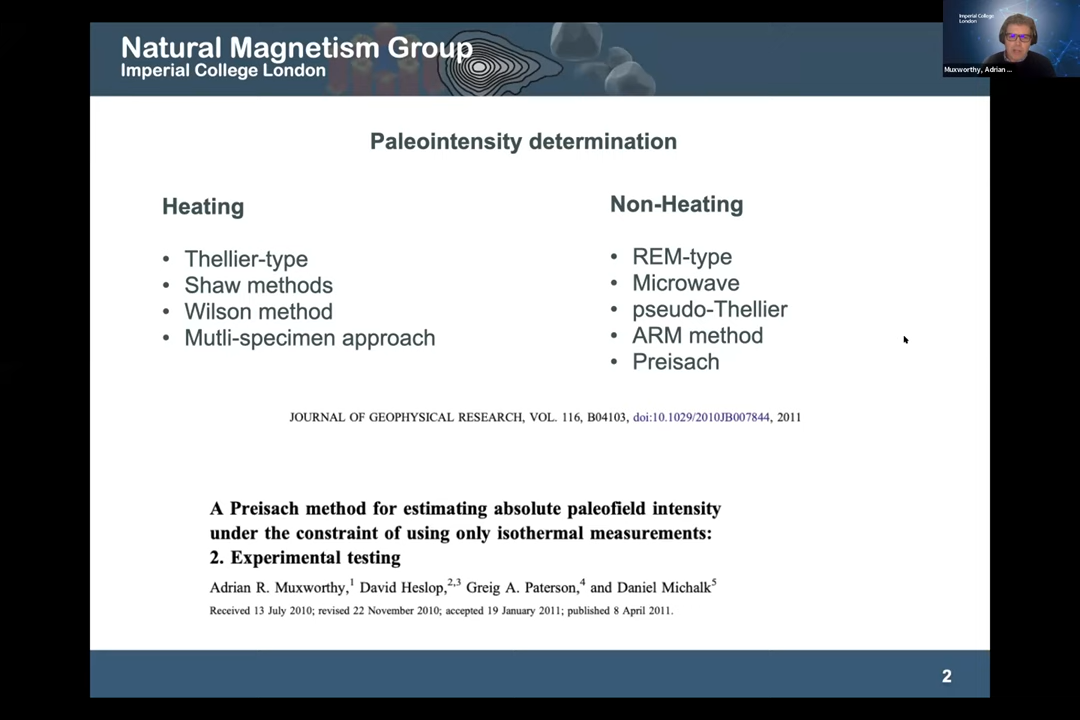 Natural Magnetism Group
Imperial College London
Imperial College
London
Muxworthy, Adrian ...
Paleointensity determination
Heating
• Thellier-type
• Shaw methods
• Wilson method
• Mutli-specimen approach
Non-Heating
• REM-type
• Microwave
• pseudo-Thellier
• ARM method
• Preisach
JOURNAL OF GEOPHYSICAL RESEARCH, VOL. 116, B04103, doi:10.1029/2010JB007844, 2011
A Preisach method for estimating absolute paleofield intensity
under the constraint of using only isothermal measurements:
2. Experimental testing
Adrian R. Muxworthy,1 David Heslop,2,3 Greig A. Paterson,4 and Daniel Michalk5
Received 13 July 2010; revised 22 November 2010; accepted 19 January 2011; published 8 April 2011.
2